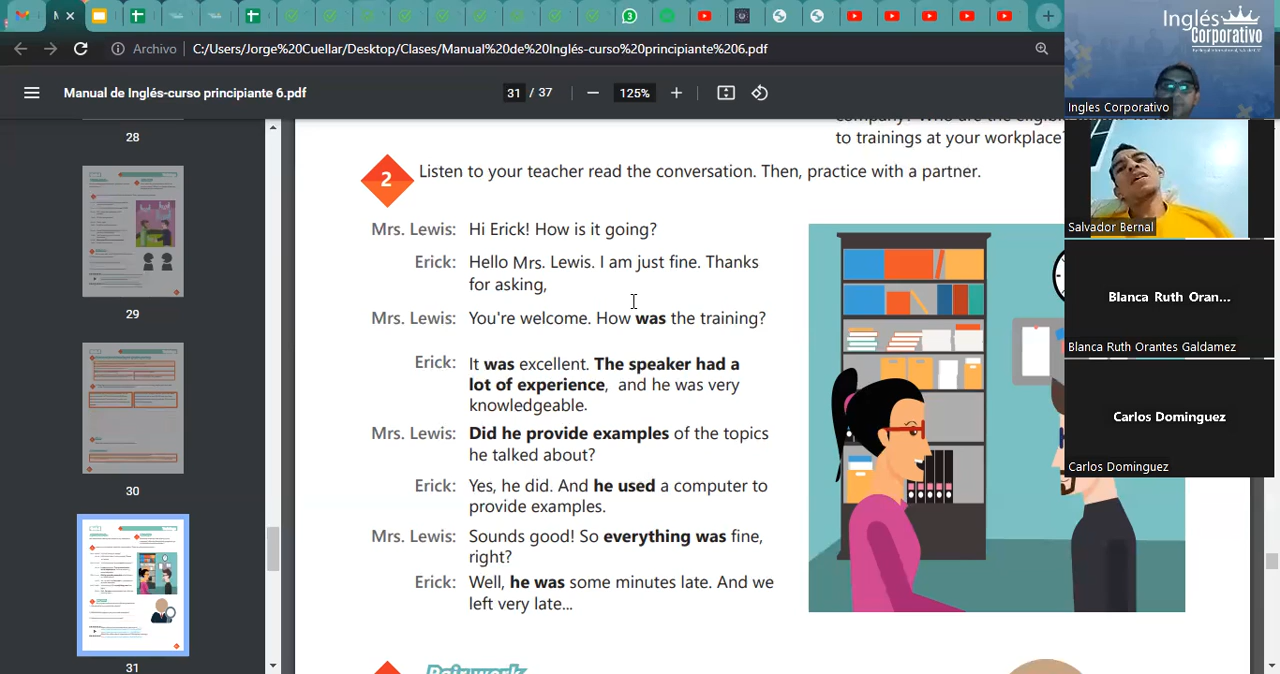 M
3
Archivo
C:/Users/Jorge%20Cuellar/Desktop/Clases/Manual%20de%20Inglés-curso%20principiante%206.pdf
Manual de Inglés-curso principiante 6.pdf
31 / 37
125%
28
29
30
31
to trainings at your workplace?
2
Listen to your teacher read the conversation. Then, practice with a partner.
Mrs. Lewis: Hi Erick! How is it going?
Erick: Hello Mrs. Lewis. I am just fine. Thanks
for asking,
Mrs. Lewis: You're welcome. How was the training?
Erick: It was excellent. The speaker had a
lot of experience, and he was very
knowledgeable.
Mrs. Lewis: Did he provide examples of the topics
he talked about?
Erick: Yes, he did. And he used a computer to
provide examples.
Mrs. Lewis: Sounds good! So everything was fine,
right?
Erick: Well, he was some minutes late. And we
left very late...
Pair work
Inglés
Corporativo
Ingles Corporativo
Salvador Bernal
Blanca Ruth Oran...
Blanca Ruth Orantes Galdamez
Carlos Dominguez
Carlos Dominguez